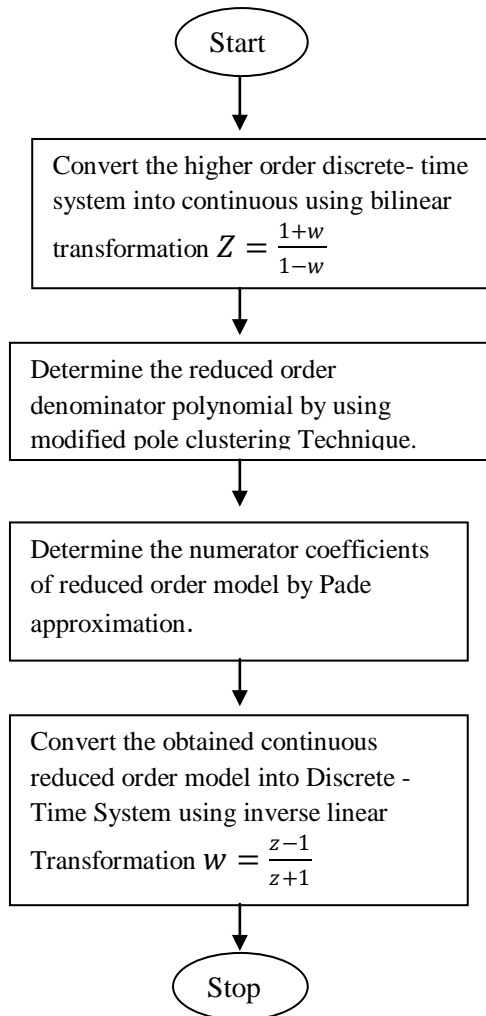 Start
Convert the higher order discrete- time
system into continuous using bilinear
transformation Z = \frac{1+w}{1-w}
Determine the reduced order
denominator polynomial by using
modified pole clustering Technique.
Determine the numerator coefficients
of reduced order model by Pade
approximation.
Convert the obtained continuous
reduced order model into Discrete -
Time System using inverse linear
Transformation w = \frac{z-1}{z+1}
Stop